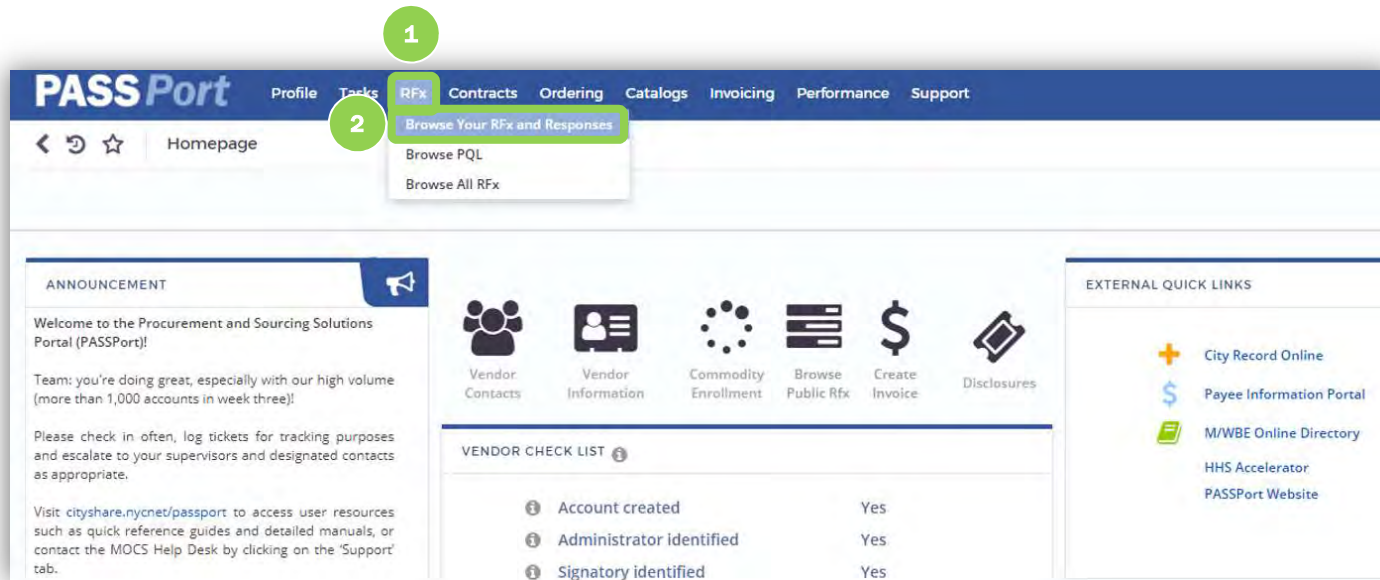 1
PASSPort Profile Tasks RFx Contracts Ordering Catalogs Invoicing Performance Support
2
Browse Your RFx and Responses
Homepage
Browse PQL
Browse All RFx
ANNOUNCEMENT
Welcome to the Procurement and Sourcing Solutions
Portal (PASSPort)!
Team: you're doing great, especially with our high volume
(more than 1,000 accounts in week three)!
Please check in often, log tickets for tracking purposes
and escalate to your supervisors and designated contacts
as appropriate.
Visit cityshare.nycnet/passport to access user resources
such as quick reference guides and detailed manuals, or
contact the MOCS Help Desk by clicking on the 'Support'
tab.
Vendor
Contacts
Vendor
Information
Commodity
Enrollment
Browse
Public Rfx
Create
Invoice
Disclosures
VENDOR CHECK LIST
Account created Yes
Administrator identified Yes
Signatory identified Yes
EXTERNAL QUICK LINKS
City Record Online
Payee Information Portal
M/WBE Online Directory
HHS Accelerator
PASSPort Website